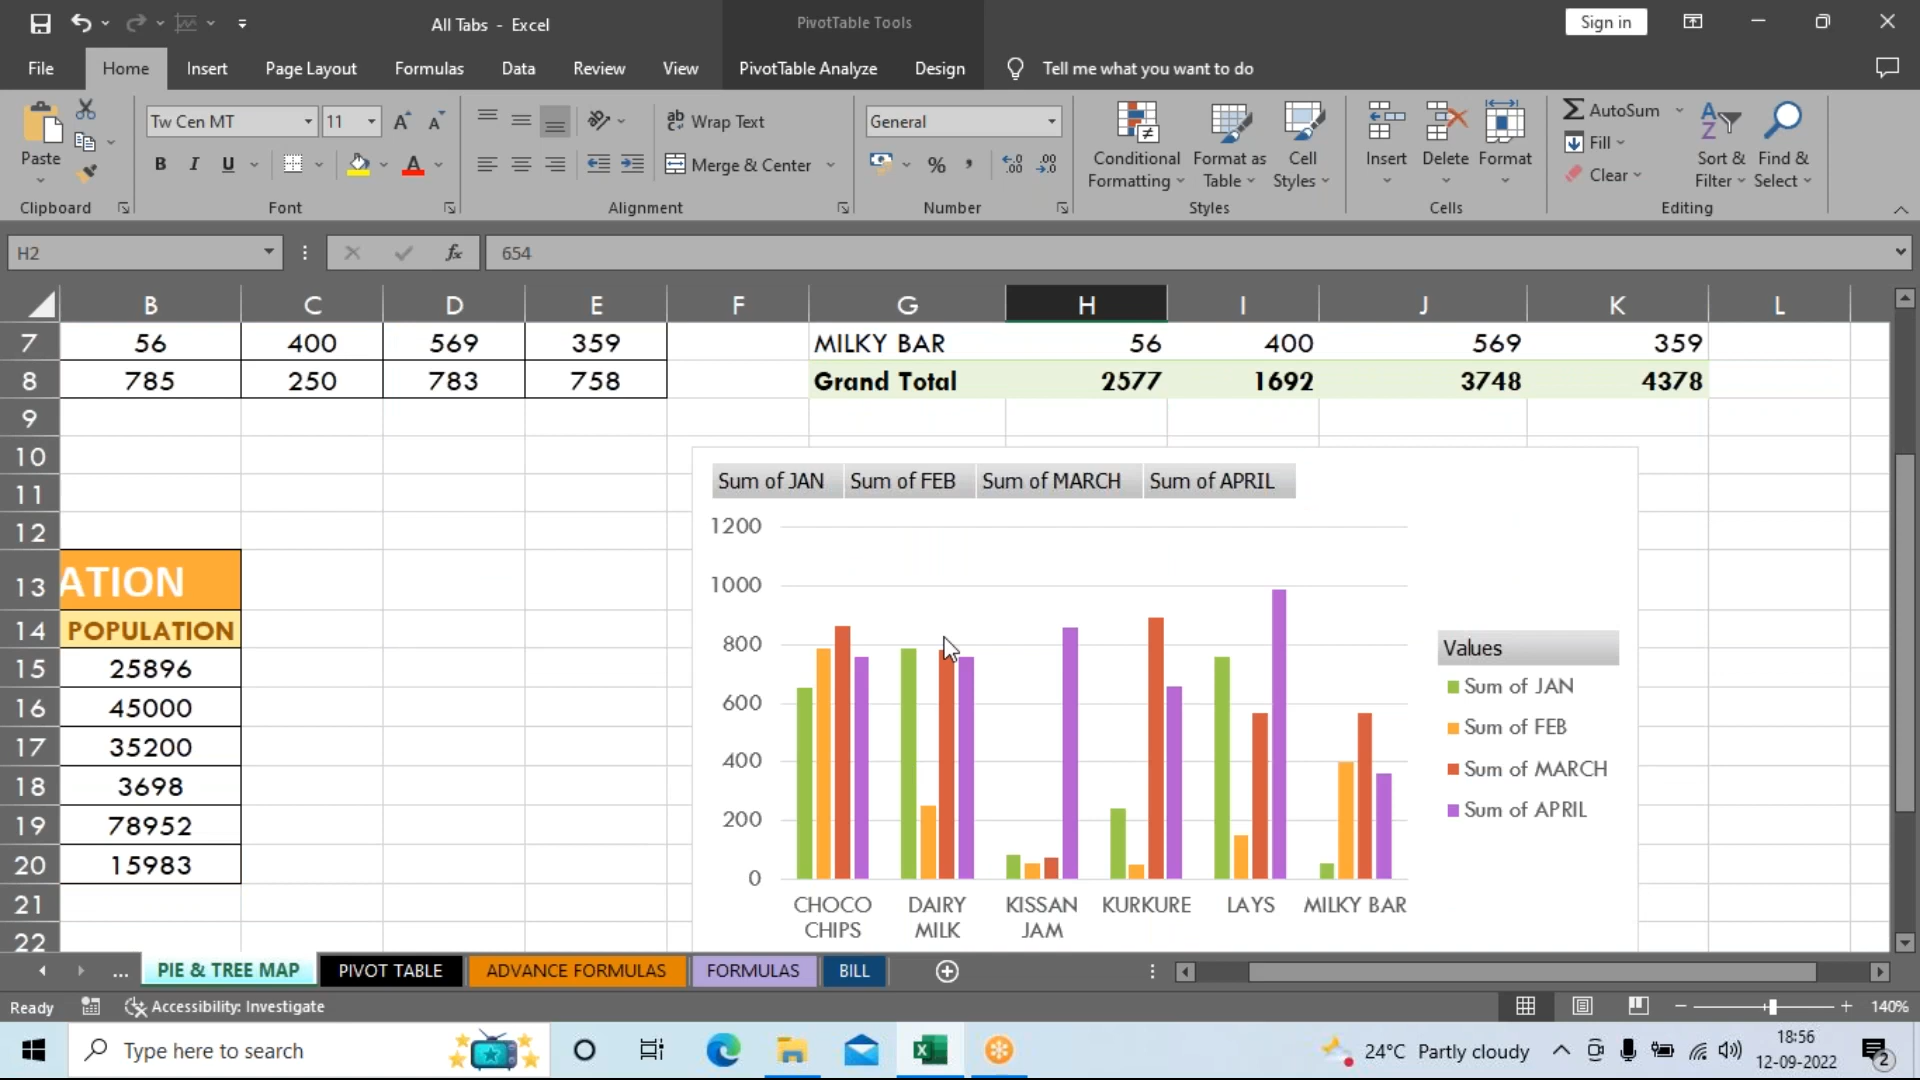 All Tabs - Excel
PivotTable Tools
Sign in
File Home Insert Page Layout Formulas Data Review View PivotTable Analyze Design Tell me what you want to do
Paste
Clipboard
Tw Cen MT 11
B I U A
Font
ab Wrap Text
Merge & Center
Alignment
General
% ,
Number
Conditional Formatting
Format as Table
Cell Styles
Styles
Insert Delete Format
Cells
AutoSum
Fill
Clear
Sort & Filter
Find & Select
Editing
H2 fx 654
B C D E F G H I J K L
7 56 400 569 359 MILKY BAR 56 400 569 359
8 785 250 783 758 Grand Total 2577 1692 3748 4378
9
10
11
12
13 ATION
14 POPULATION
15 25896
16 45000
17 35200
18 3698
19 78952
20 15983
21
22
Sum of JAN Sum of FEB Sum of MARCH Sum of APRIL
1200
1000
800
600
400
200
0
CHOCO CHIPS
DAIRY MILK
KISSAN JAM
KURKURE
LAYS
MILKY BAR
Values
Sum of JAN
Sum of FEB
Sum of MARCH
Sum of APRIL
... PIE & TREE MAP PIVOT TABLE ADVANCE FORMULAS FORMULAS BILL
Ready Accessibility: Investigate 140%
Type here to search
24°C Partly cloudy
18:56
12-09-2022
2